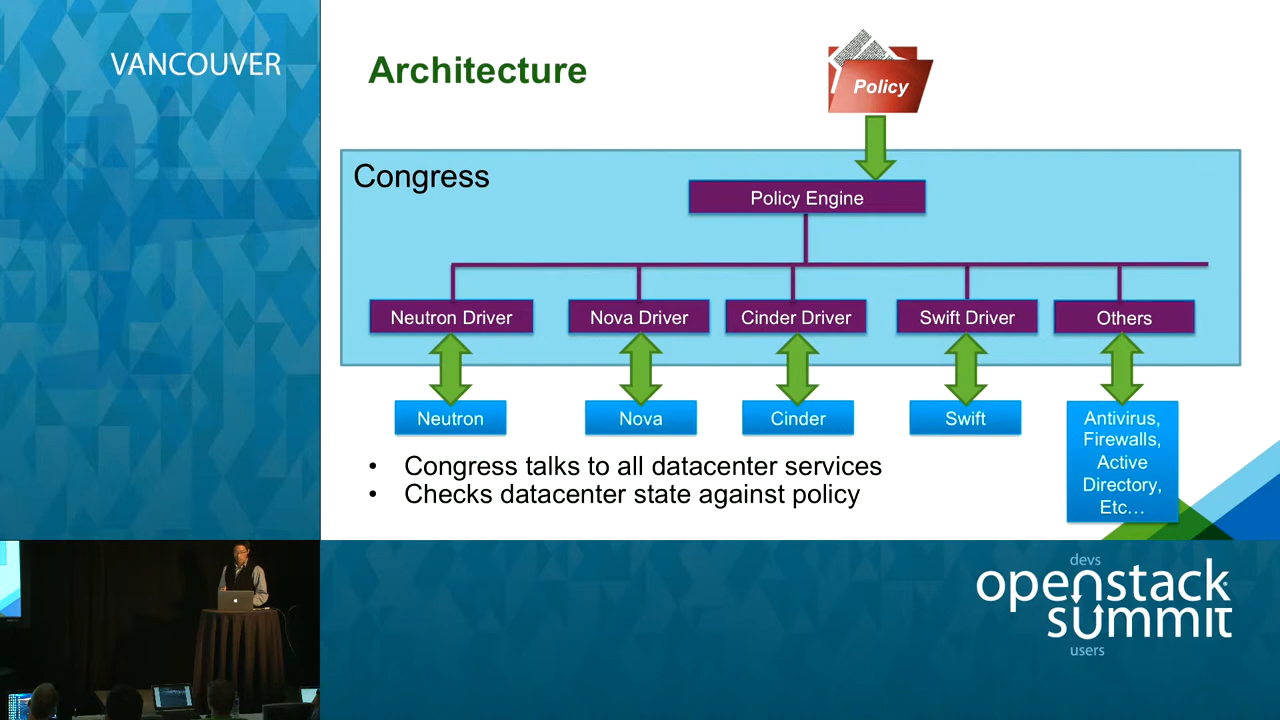 VANCOUVER
Architecture
Policy
Congress
Policy Engine
Neutron Driver
Nova Driver
Cinder Driver
Swift Driver
Others
Neutron
Nova
Cinder
Swift
Antivirus,
Firewalls,
Active
Directory,
Etc…
• Congress talks to all datacenter services
• Checks datacenter state against policy
devs
openstack
summit
users